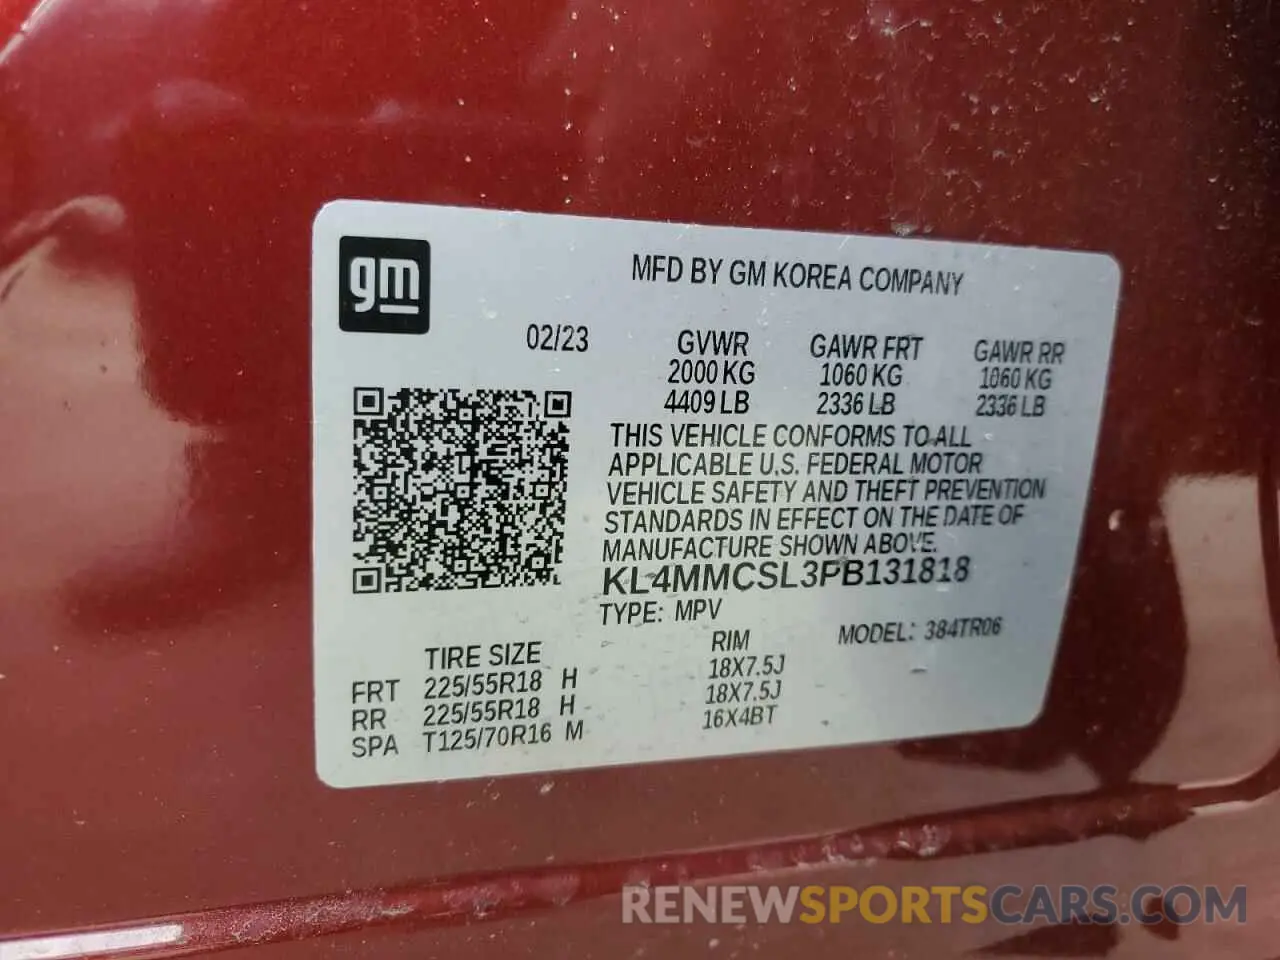 gm
MFD BY GM KOREA COMPANY
02/23
GVWR GAWR FRT GAWR RR
2000 KG 1060 KG 1060 KG
4409 LB 2336 LB 2336 LB
THIS VEHICLE CONFORMS TO ALL
APPLICABLE U.S. FEDERAL MOTOR
VEHICLE SAFETY AND THEFT PREVENTION
STANDARDS IN EFFECT ON THE DATE OF
MANUFACTURE SHOWN ABOVE.
KL4MMCSL3PB131818
TYPE: MPV
MODEL: 384TR06
TIRE SIZE RIM
FRT 225/55R18 H 18X7.5J
RR 225/55R18 H 18X7.5J
SPA T125/70R16 M 16X4BT
RENEWSPORTSCARS.COM